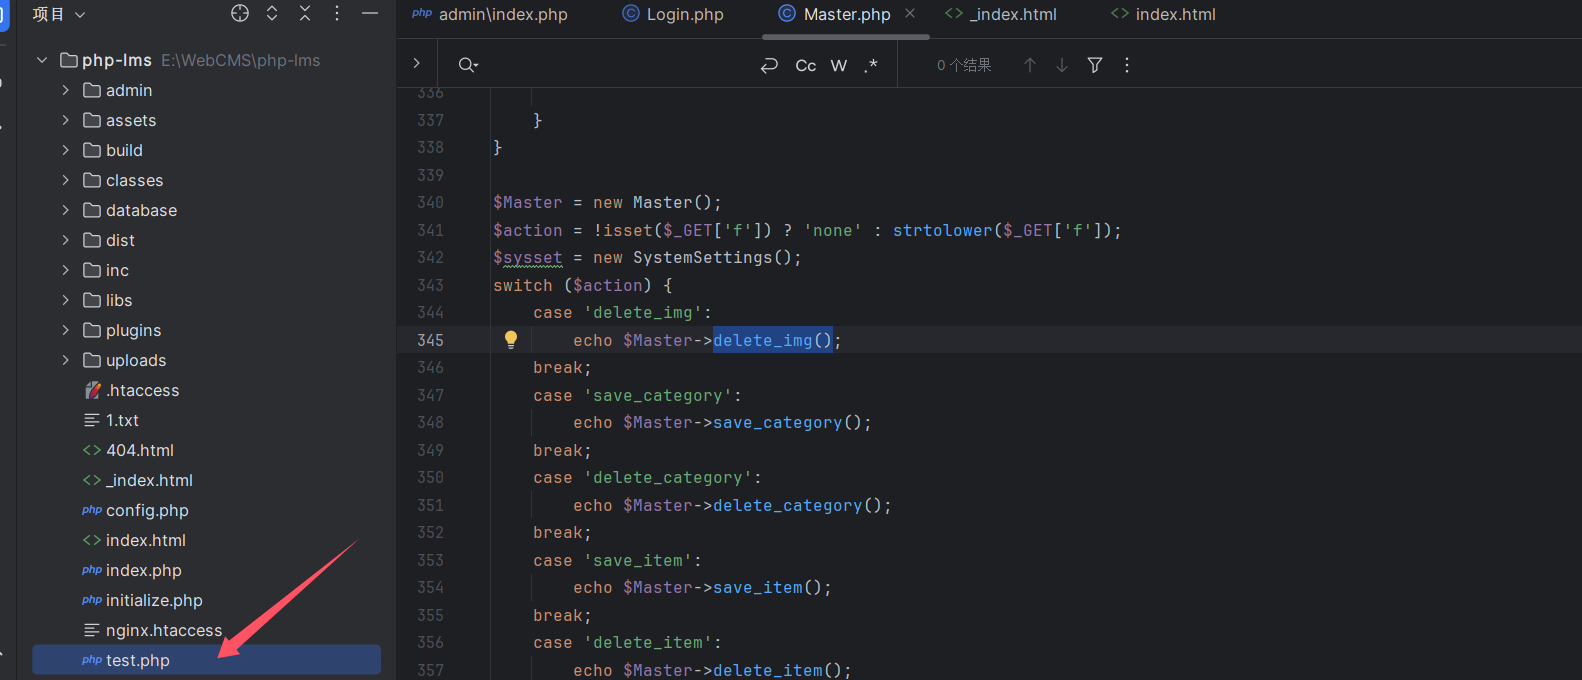 项目
php-lms E:\WebCMS\php-lms
admin
assets
build
classes
database
dist
inc
libs
plugins
uploads
.htaccess
1.txt
404.html
_index.html
php config.php
index.html
php index.php
php initialize.php
nginx.htaccess
php test.php
php admin\index.php Login.php Master.php _index.html index.html
Cc W .* 0 个结果
336
337 }
338 }
339
340 $Master = new Master();
341 $action = !isset($_GET['f']) ? 'none' : strtolower($_GET['f']);
342 $sysset = new SystemSettings();
343 switch ($action) {
344 case 'delete_img':
345 echo $Master->delete_img();
346 break;
347 case 'save_category':
348 echo $Master->save_category();
349 break;
350 case 'delete_category':
351 echo $Master->delete_category();
352 break;
353 case 'save_item':
354 echo $Master->save_item();
355 break;
356 case 'delete_item':
357 echo $Master->delete_item();